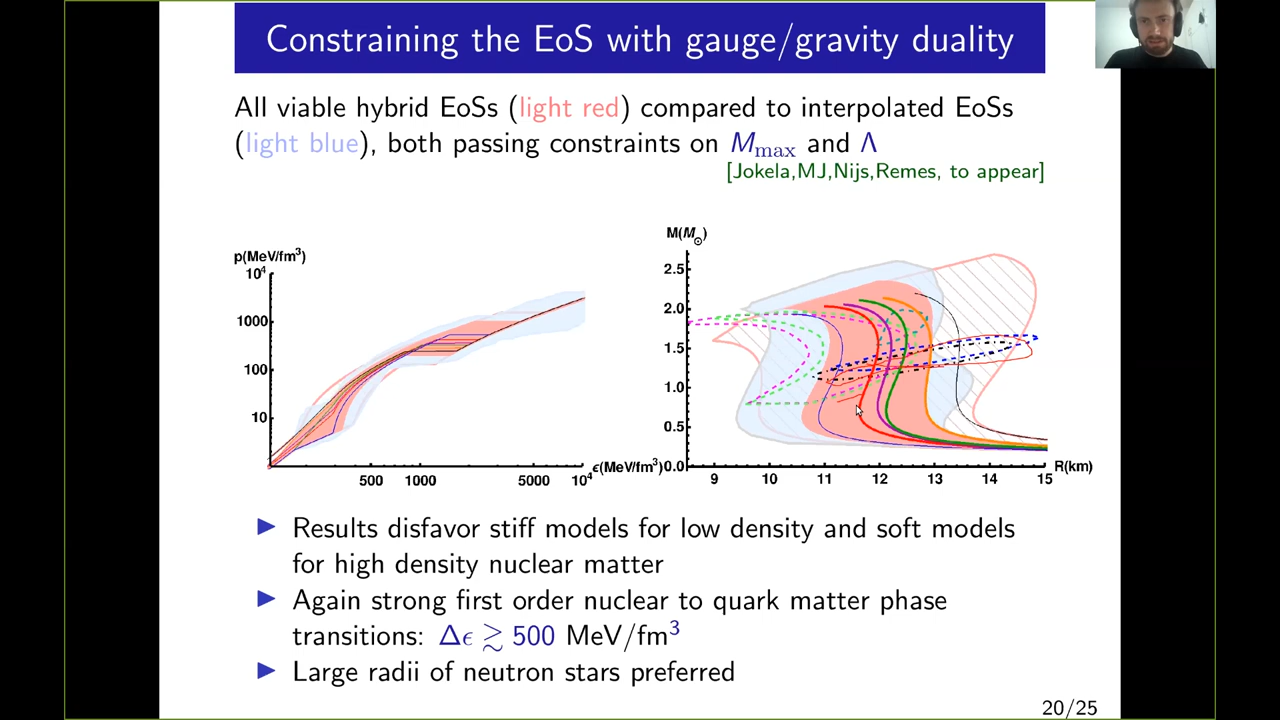 Constraining the EoS with gauge/gravity duality
All viable hybrid EoSs (light red) compared to interpolated EoSs
(light blue), both passing constraints on Mmax and Λ
[Jokela,MJ,Nijs,Remes, to appear]
p(MeV/fm³)
10⁴
1000
100
10
500 1000 5000 10⁴
ϵ(MeV/fm³)
M(M⊙)
2.5
2.0
1.5
1.0
0.5
0.0
9 10 11 12 13 14 15
R(km)
▶ Results disfavor stiff models for low density and soft models
for high density nuclear matter
▶ Again strong first order nuclear to quark matter phase
transitions: Δϵ ≳ 500 MeV/fm³
▶ Large radii of neutron stars preferred
20/25